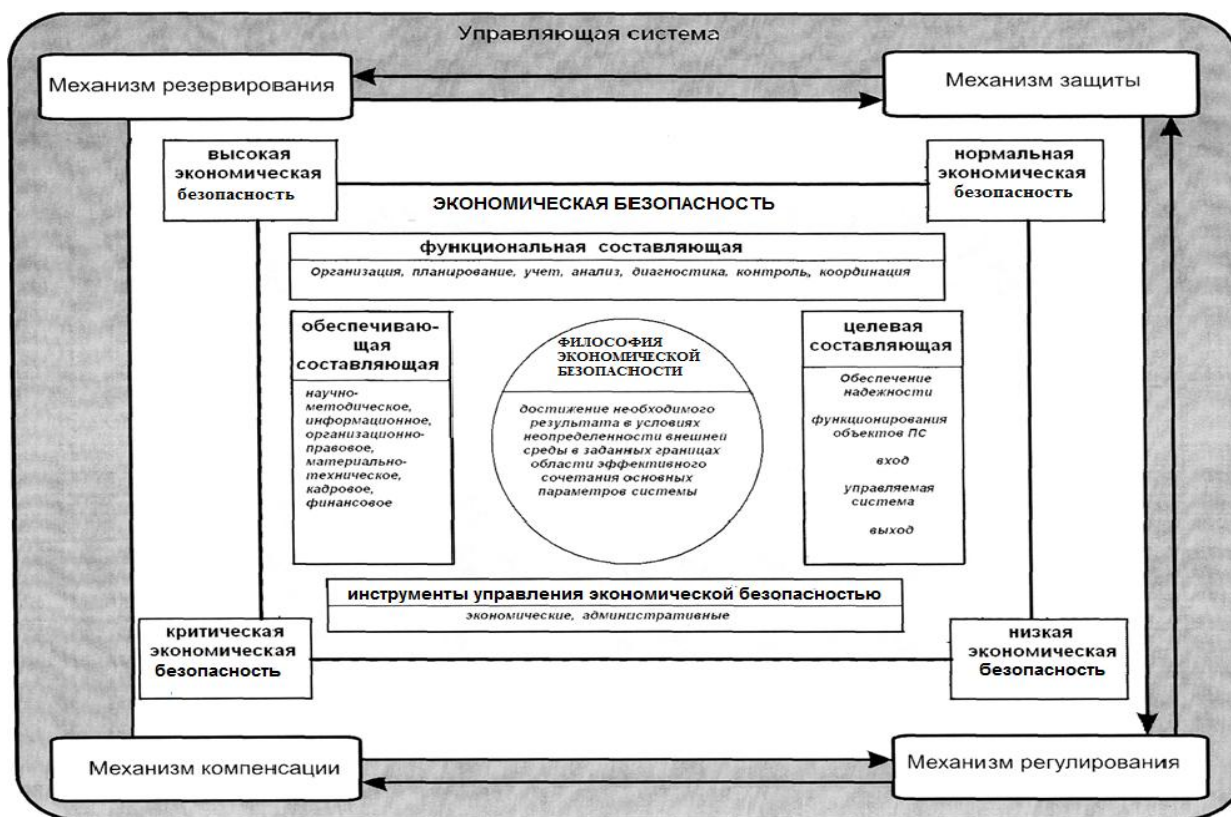 Управляющая система
Механизм резервирования
Механизм защиты
высокая
экономическая
безопасность
нормальная
экономическая
безопасность
ЭКОНОМИЧЕСКАЯ БЕЗОПАСНОСТЬ
функциональная составляющая
Организация, планирование, учет, анализ, диагностика, контроль, координация
обеспечиваю-
щая
составляющая
научно-
методическое,
информационное,
организационно-
правовое,
материально-
техническое,
кадровое,
финансовое
ФИЛОСОФИЯ
ЭКОНОМИЧЕСКОЙ
БЕЗОПАСНОСТИ
достижение необходимого
результата в условиях
неопределенности внешней
среды в заданных границах
области эффективного
сочетания основных
параметров системы
целевая
составляющая
Обеспечение
надежности
функционирования
объектов ПС
вход
управляемая
система
выход
инструменты управления экономической безопасностью
экономические, административные
критическая
экономическая
безопасность
низкая
экономическая
безопасность
Механизм компенсации
Механизм регулирования